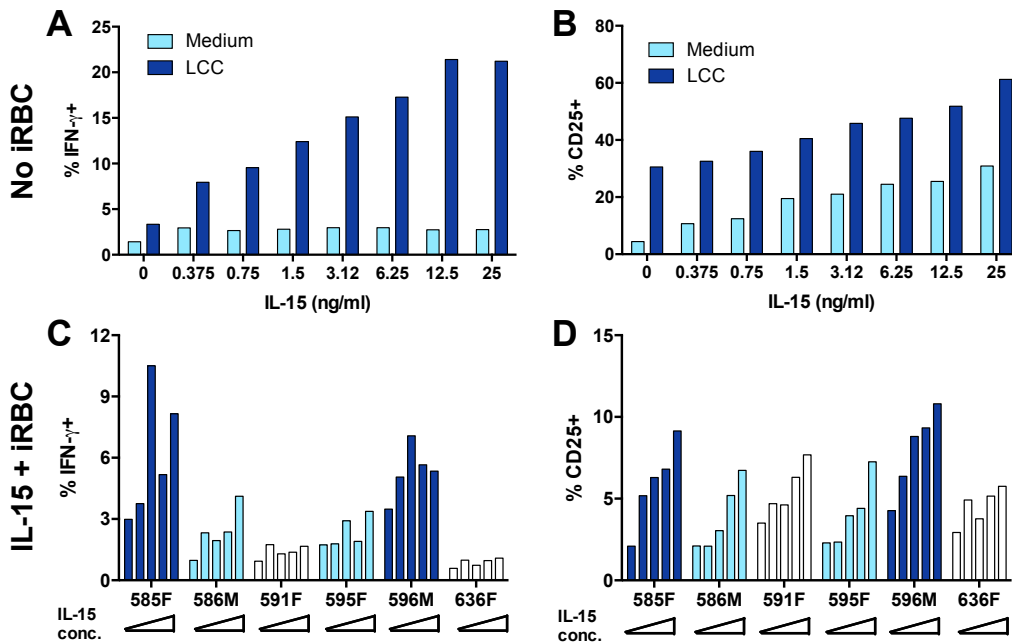 A
B
No iRBC
% IFN-γ+
25
20
15
10
5
0
Medium
LCC
0 0.375 0.75 1.5 3.12 6.25 12.5 25
IL-15 (ng/ml)
% CD25+
80
60
40
20
0
Medium
LCC
0 0.375 0.75 1.5 3.12 6.25 12.5 25
IL-15 (ng/ml)
C
D
IL-15 + iRBC
% IFN-γ+
12
9
6
3
0
585F 586M 591F 595F 596M 636F
IL-15
conc.
% CD25+
15
10
5
0
585F 586M 591F 595F 596M 636F
IL-15
conc.